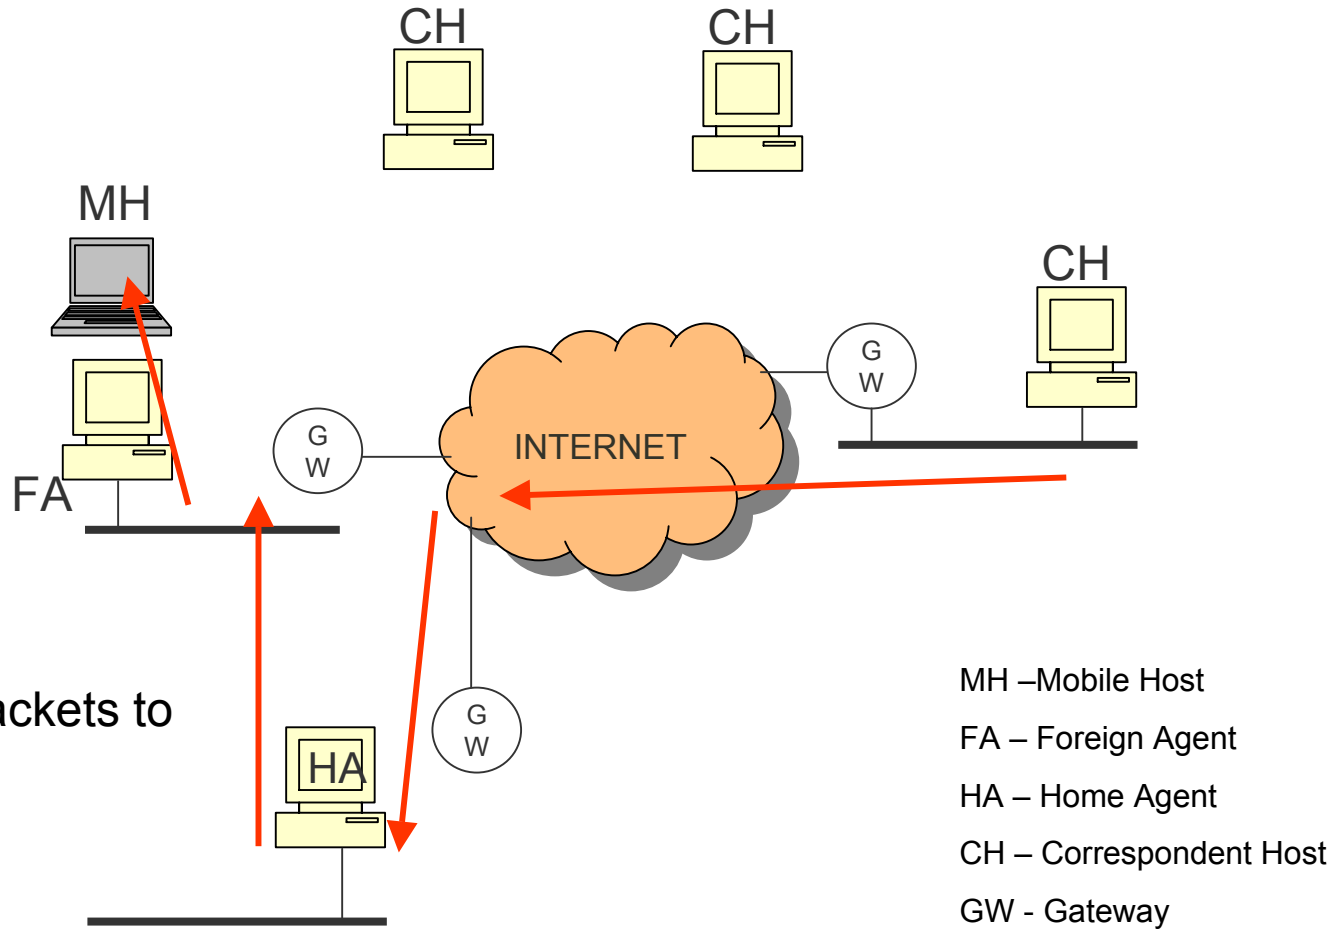 CH
CH
MH
CH
G
W
G
W
INTERNET
FA
MH –Mobile Host
ackets to
G
W
FA – Foreign Agent
HA
HA – Home Agent
CH – Correspondent Host
GW - Gateway